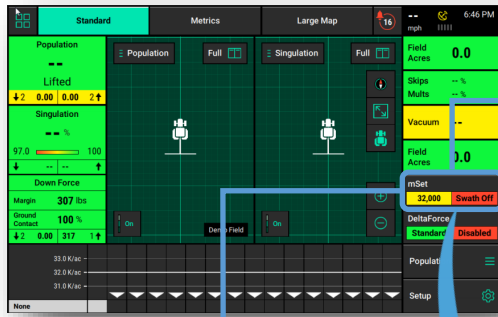 Standard
Metrics
Large Map
16
--
mph
6:46 PM
Population
--
Lifted
2 0.00 0.00 2
Singulation
-- %
97.0 100
-- --
Down Force
Margin 307 lbs
Ground Contact 100 %
2 0.00 317 1
Population
Full
Singulation
Full
On
Demo Field
On
Field Acres 0.0
Skips -- %
Mults -- %
Vacuum --
Field Acres 0.0
mSet
32,000 Swath Off
DeltaForce
Standard Disabled
Populati
Setup
33.0 K/ac
32.0 K/ac
31.0 K/ac
None